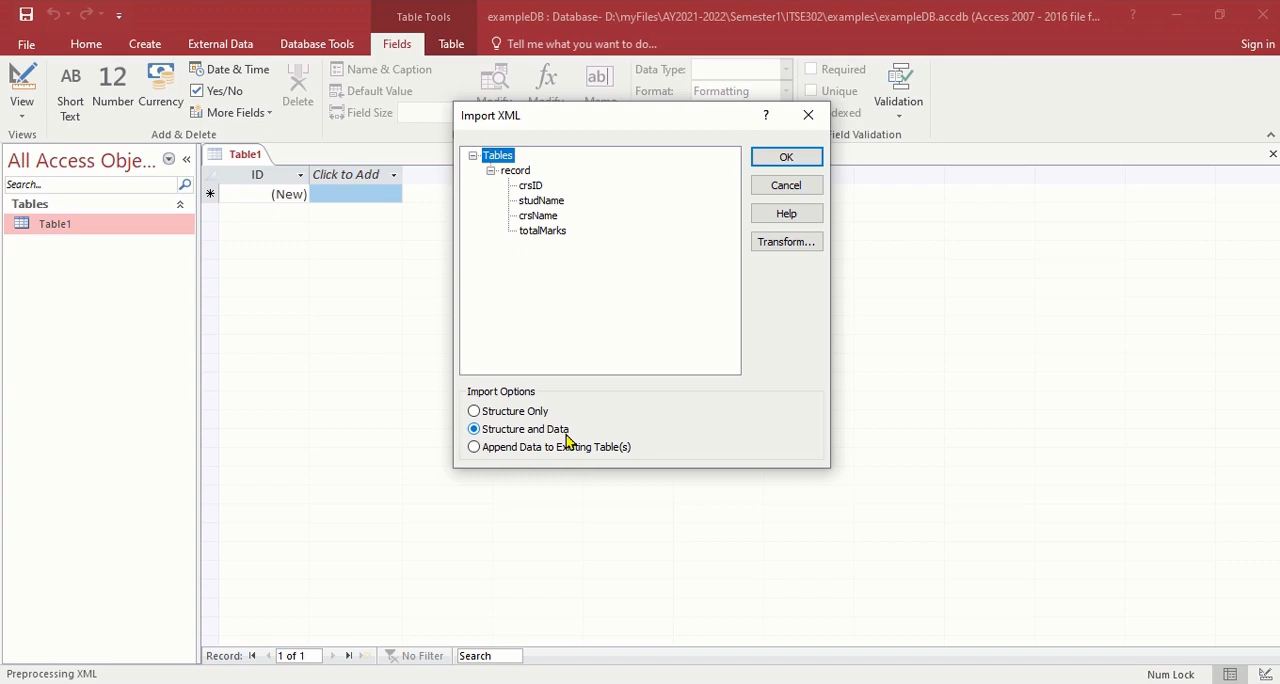 Table Tools
exampleDB : Database- D:\myFiles\AY2021-2022\Semester1\ITSE302\examples\exampleDB.accdb (Access 2007 - 2016 file f...
?
File Home Create External Data Database Tools Fields Table Tell me what you want to do... Sign in
View
Views
AB
Short
Text
12
Number
Currency
Date & Time
Yes/No
More Fields
Delete
Add & Delete
Name & Caption
Default Value
Field Size
fx
ab
Data Type:
Format: Formatting
Required
Unique
Validation
Field Validation
All Access Obje... «
Search...
Tables
Table1
Table1
ID Click to Add
(New)
Import XML ?
Tables
record
crsID
studName
crsName
totalMarks
OK
Cancel
Help
Transform...
Import Options
Structure Only
Structure and Data
Append Data to Existing Table(s)
Record: 1 of 1 No Filter Search
Preprocessing XML
Num Lock